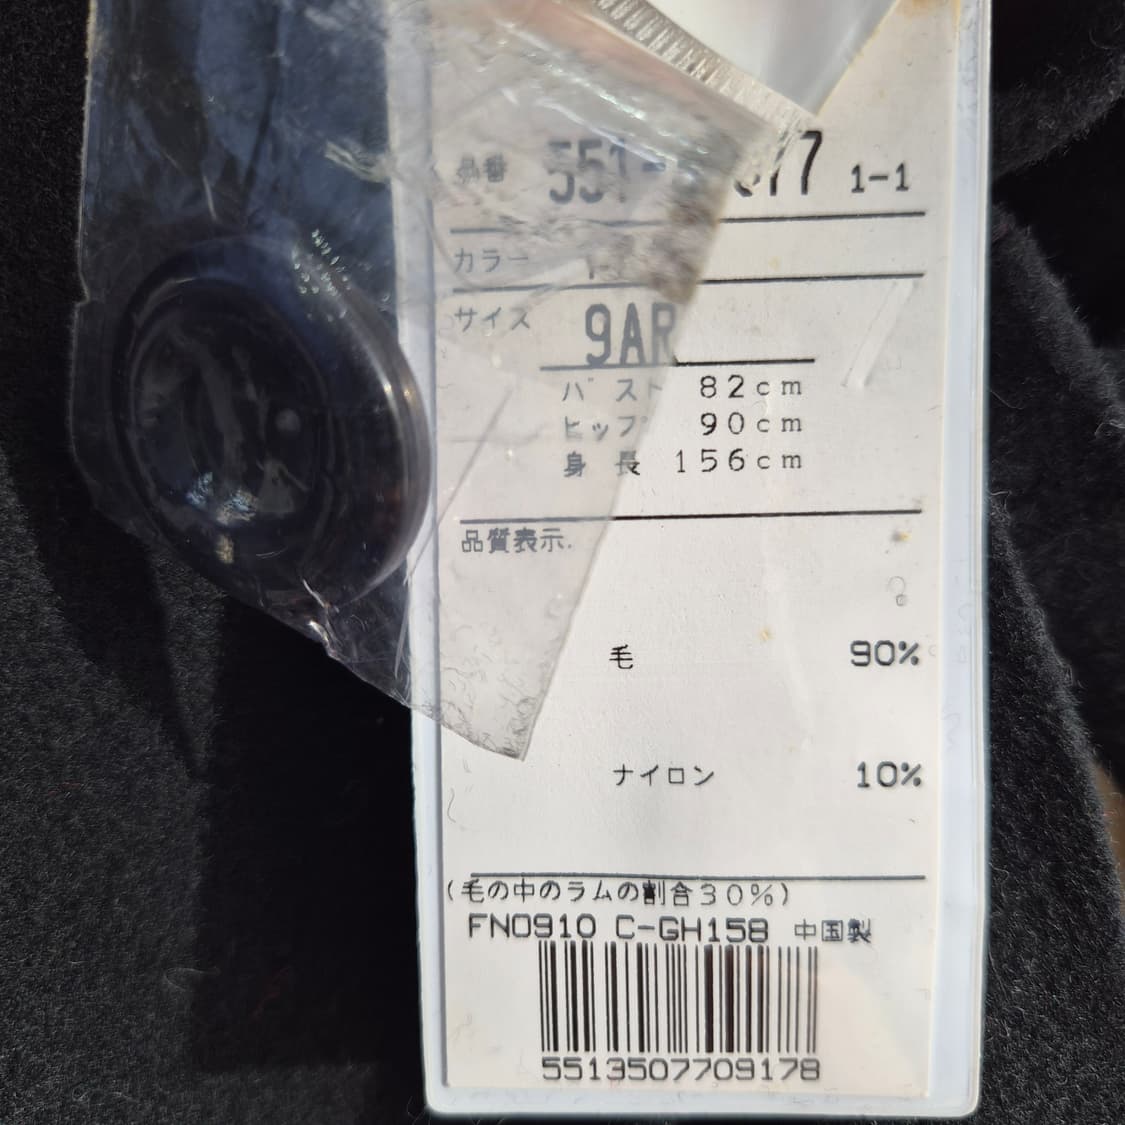 品番 551- 077 1-1
カラー
サイズ 9AR
バスト 82cm
ヒップ 90cm
身長 156cm
品質表示.
毛 90%
ナイロン 10%
(毛の中のラムの割合30%)
FN0910 C-GH158 中国製
5513507709178